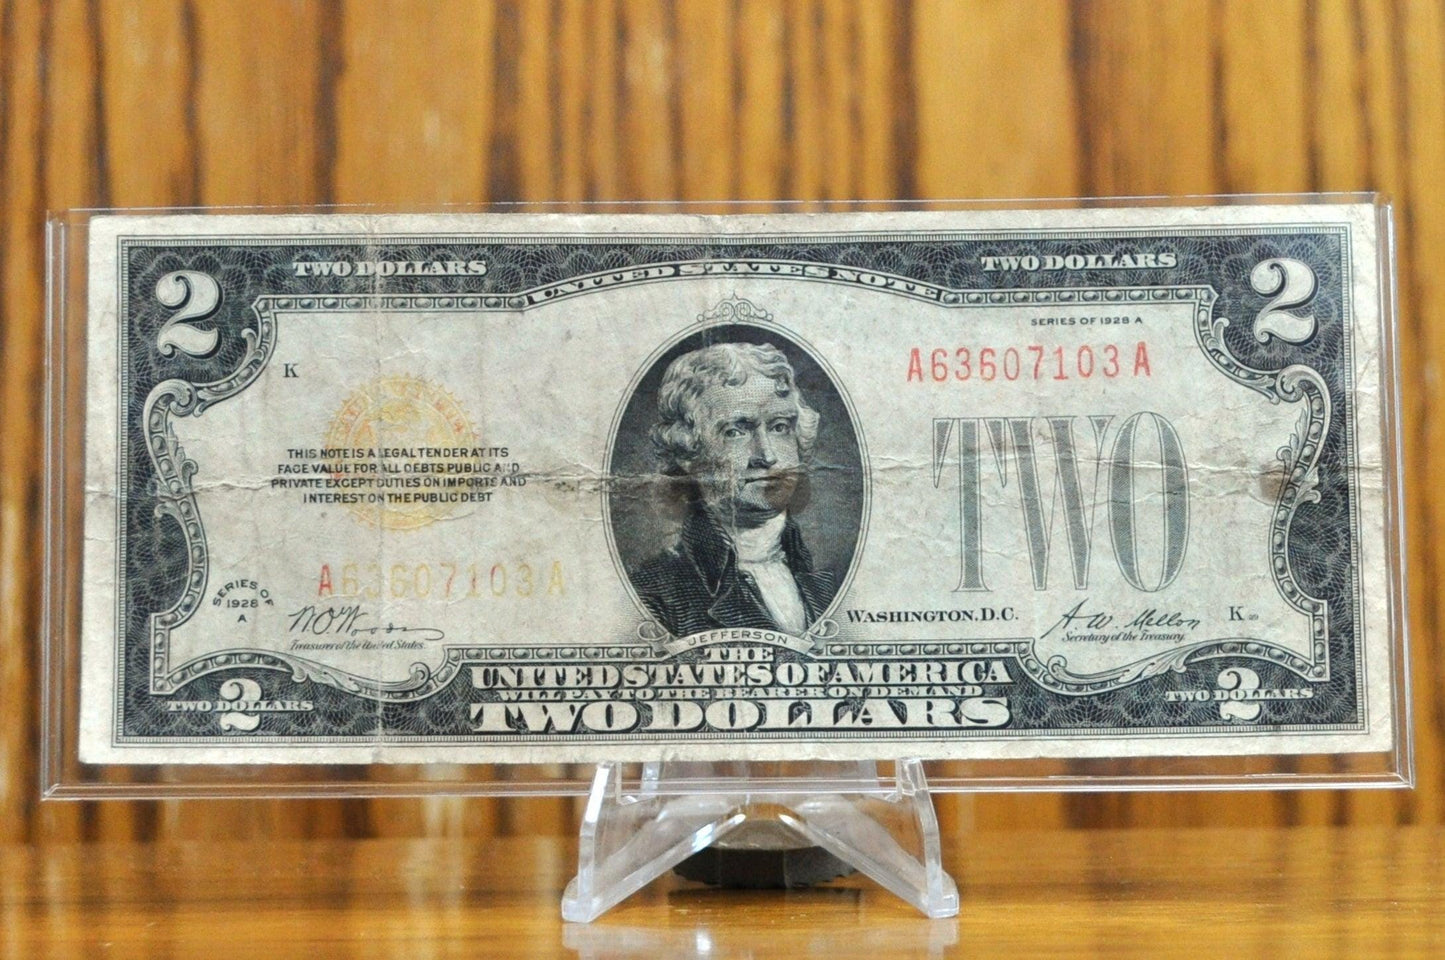 2 TWO DOLLARS UNITED STATES NOTE TWO DOLLARS 2
SERIES OF 1928 A
K
A63607103A
THIS NOTE IS A LEGAL TENDER AT ITS
FACE VALUE FOR ALL DEBTS PUBLIC AND
PRIVATE EXCEPT DUTIES ON IMPORTS AND
INTEREST ON THE PUBLIC DEBT
TWO
A63607103A
SERIES OF
1928
A
W.O. Woods
Treasurer of the United States.
JEFFERSON
WASHINGTON, D.C.
A.W. Mellon
Secretary of the Treasury.
K
THE
UNITED STATES OF AMERICA
WILL PAY TO THE BEARER ON DEMAND
TWO DOLLARS
TWO DOLLARS
2
TWO DOLLARS
2